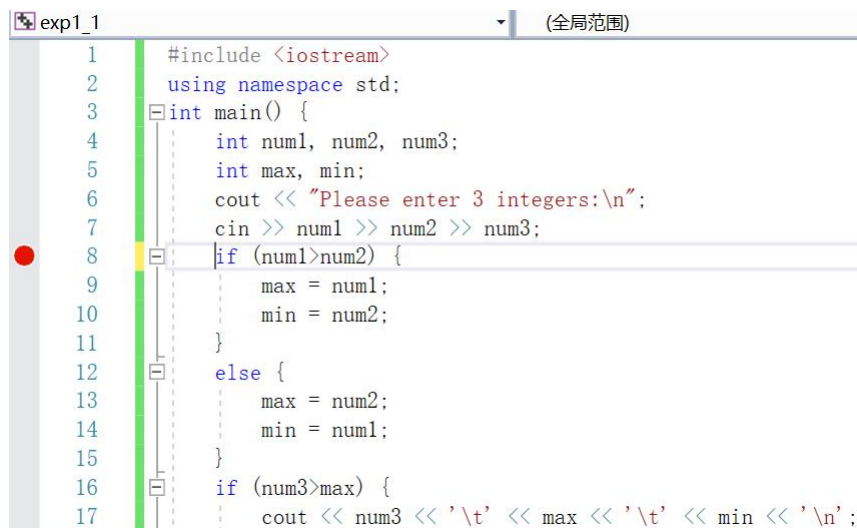 exp1_1 (全局范围)
1 #include <iostream>
2 using namespace std;
3 int main() {
4 int num1, num2, num3;
5 int max, min;
6 cout << "Please enter 3 integers:\n";
7 cin >> num1 >> num2 >> num3;
8 if (num1>num2) {
9 max = num1;
10 min = num2;
11 }
12 else {
13 max = num2;
14 min = num1;
15 }
16 if (num3>max) {
17 cout << num3 << '\t' << max << '\t' << min << '\n';